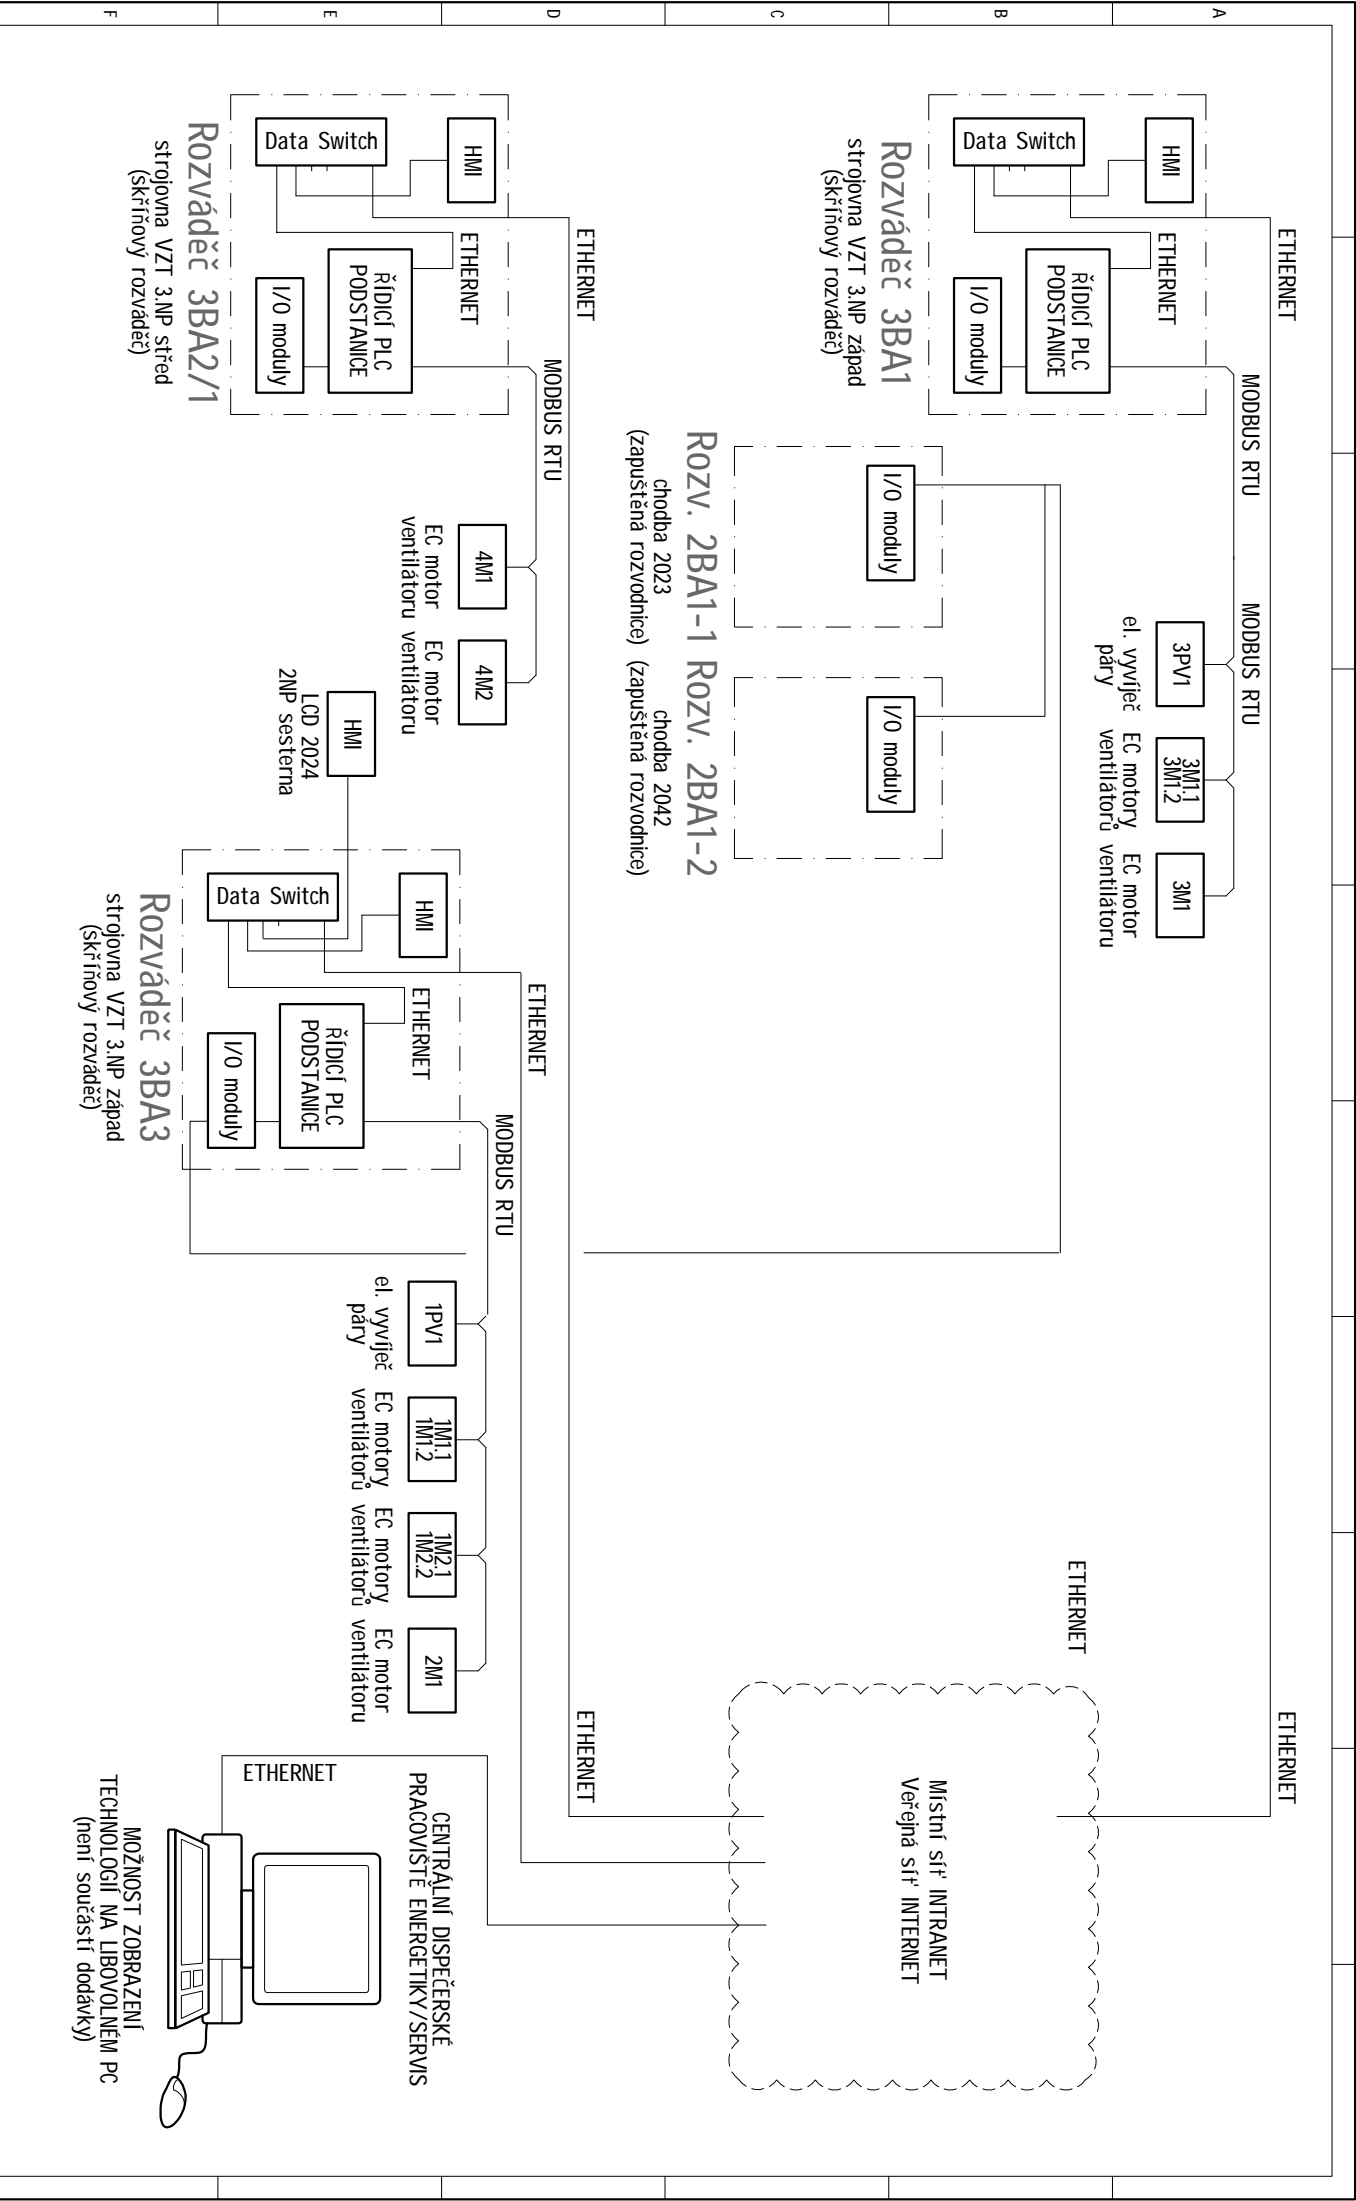 A
B
C
D
E
F
ETHERNET
ETHERNET
MODBUS RTU
MODBUS RTU
HMI
Data Switch
ETHERNET
ŘÍDICÍ PLC
PODSTANICE
I/O moduly
Rozváděč 3BA1
strojovna VZT 3.NP západ
(skříňový rozváděč)
3PV1
el. vyvíječ
páry
3M1.1
3M1.2
EC motory
ventilátorů
3M1
EC motor
ventilátoru
I/O moduly
Rozv. 2BA1-1
chodba 2023
(zapuštěná rozvodnice)
I/O moduly
Rozv. 2BA1-2
chodba 2042
(zapuštěná rozvodnice)
ETHERNET
Místní síť INTRANET
Veřejná síť INTERNET
ETHERNET
ETHERNET
MODBUS RTU
HMI
Data Switch
ETHERNET
ŘÍDICÍ PLC
PODSTANICE
I/O moduly
Rozváděč 3BA2/1
strojovna VZT 3.NP střed
(skříňový rozváděč)
4M1
EC motor
ventilátoru
4M2
EC motor
ventilátoru
HMI
LCD 2024
2NP sesterna
ETHERNET
MODBUS RTU
HMI
Data Switch
ETHERNET
ŘÍDICÍ PLC
PODSTANICE
I/O moduly
Rozváděč 3BA3
strojovna VZT 3.NP západ
(skříňový rozváděč)
1PV1
el. vyvíječ
páry
1M1.1
1M1.2
EC motory
ventilátorů
1M2.1
1M2.2
EC motory
ventilátorů
2M1
EC motor
ventilátoru
CENTRÁLNÍ DISPEČERSKÉ
PRACOVIŠTĚ ENERGETIKY/SERVIS
ETHERNET
MOŽNOST ZOBRAZENÍ
TECHNOLOGIÍ NA LIBOVOLNÉM PC
(není součástí dodávky)